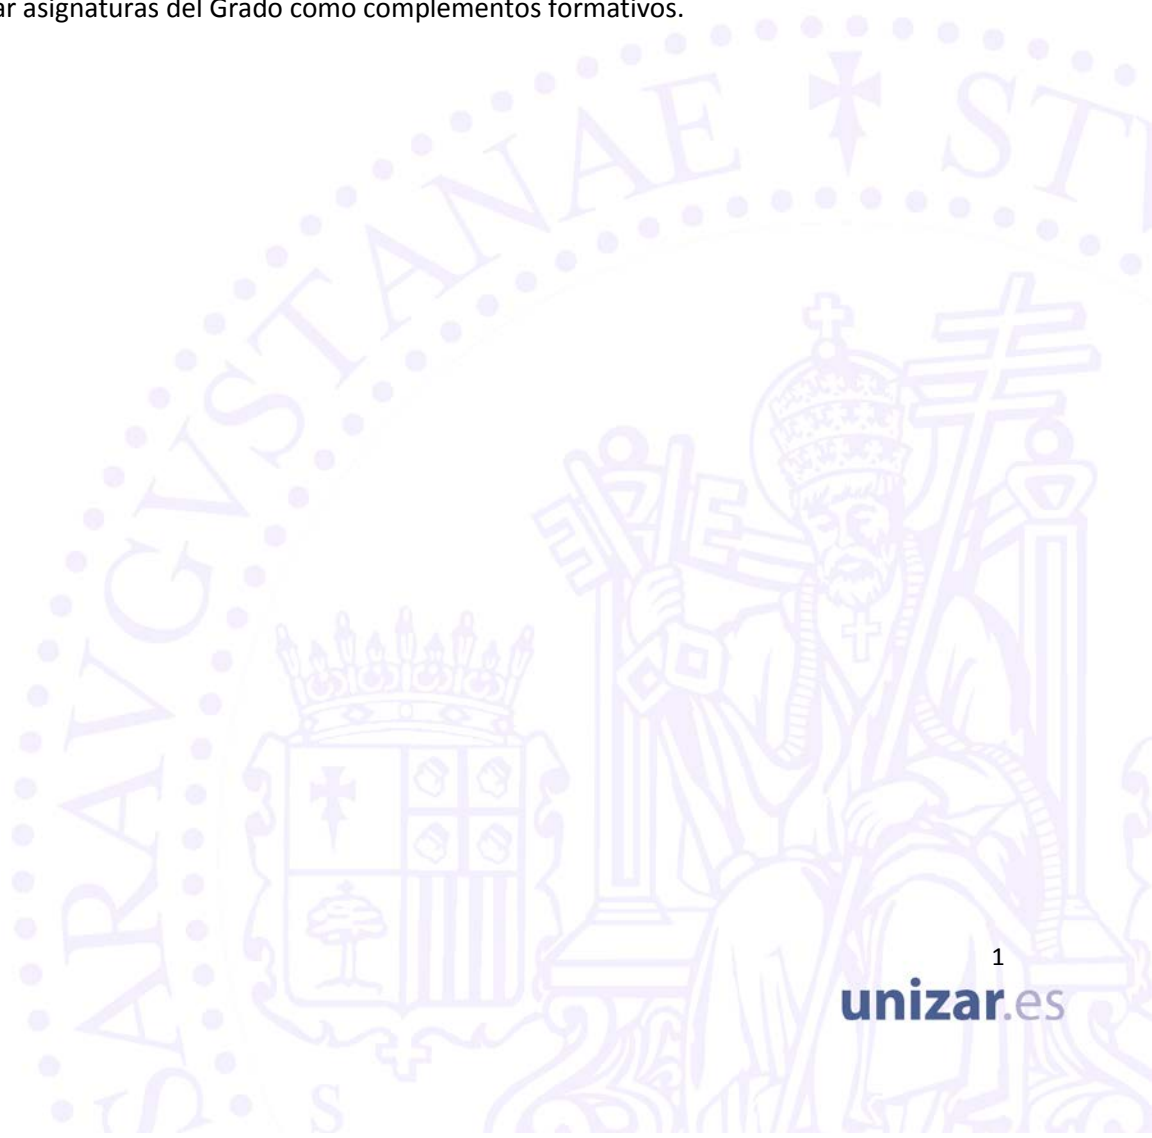 ar asignaturas del Grado como complementos formativos.
SARAVGVSTANAE ST
S
1
unizar.es